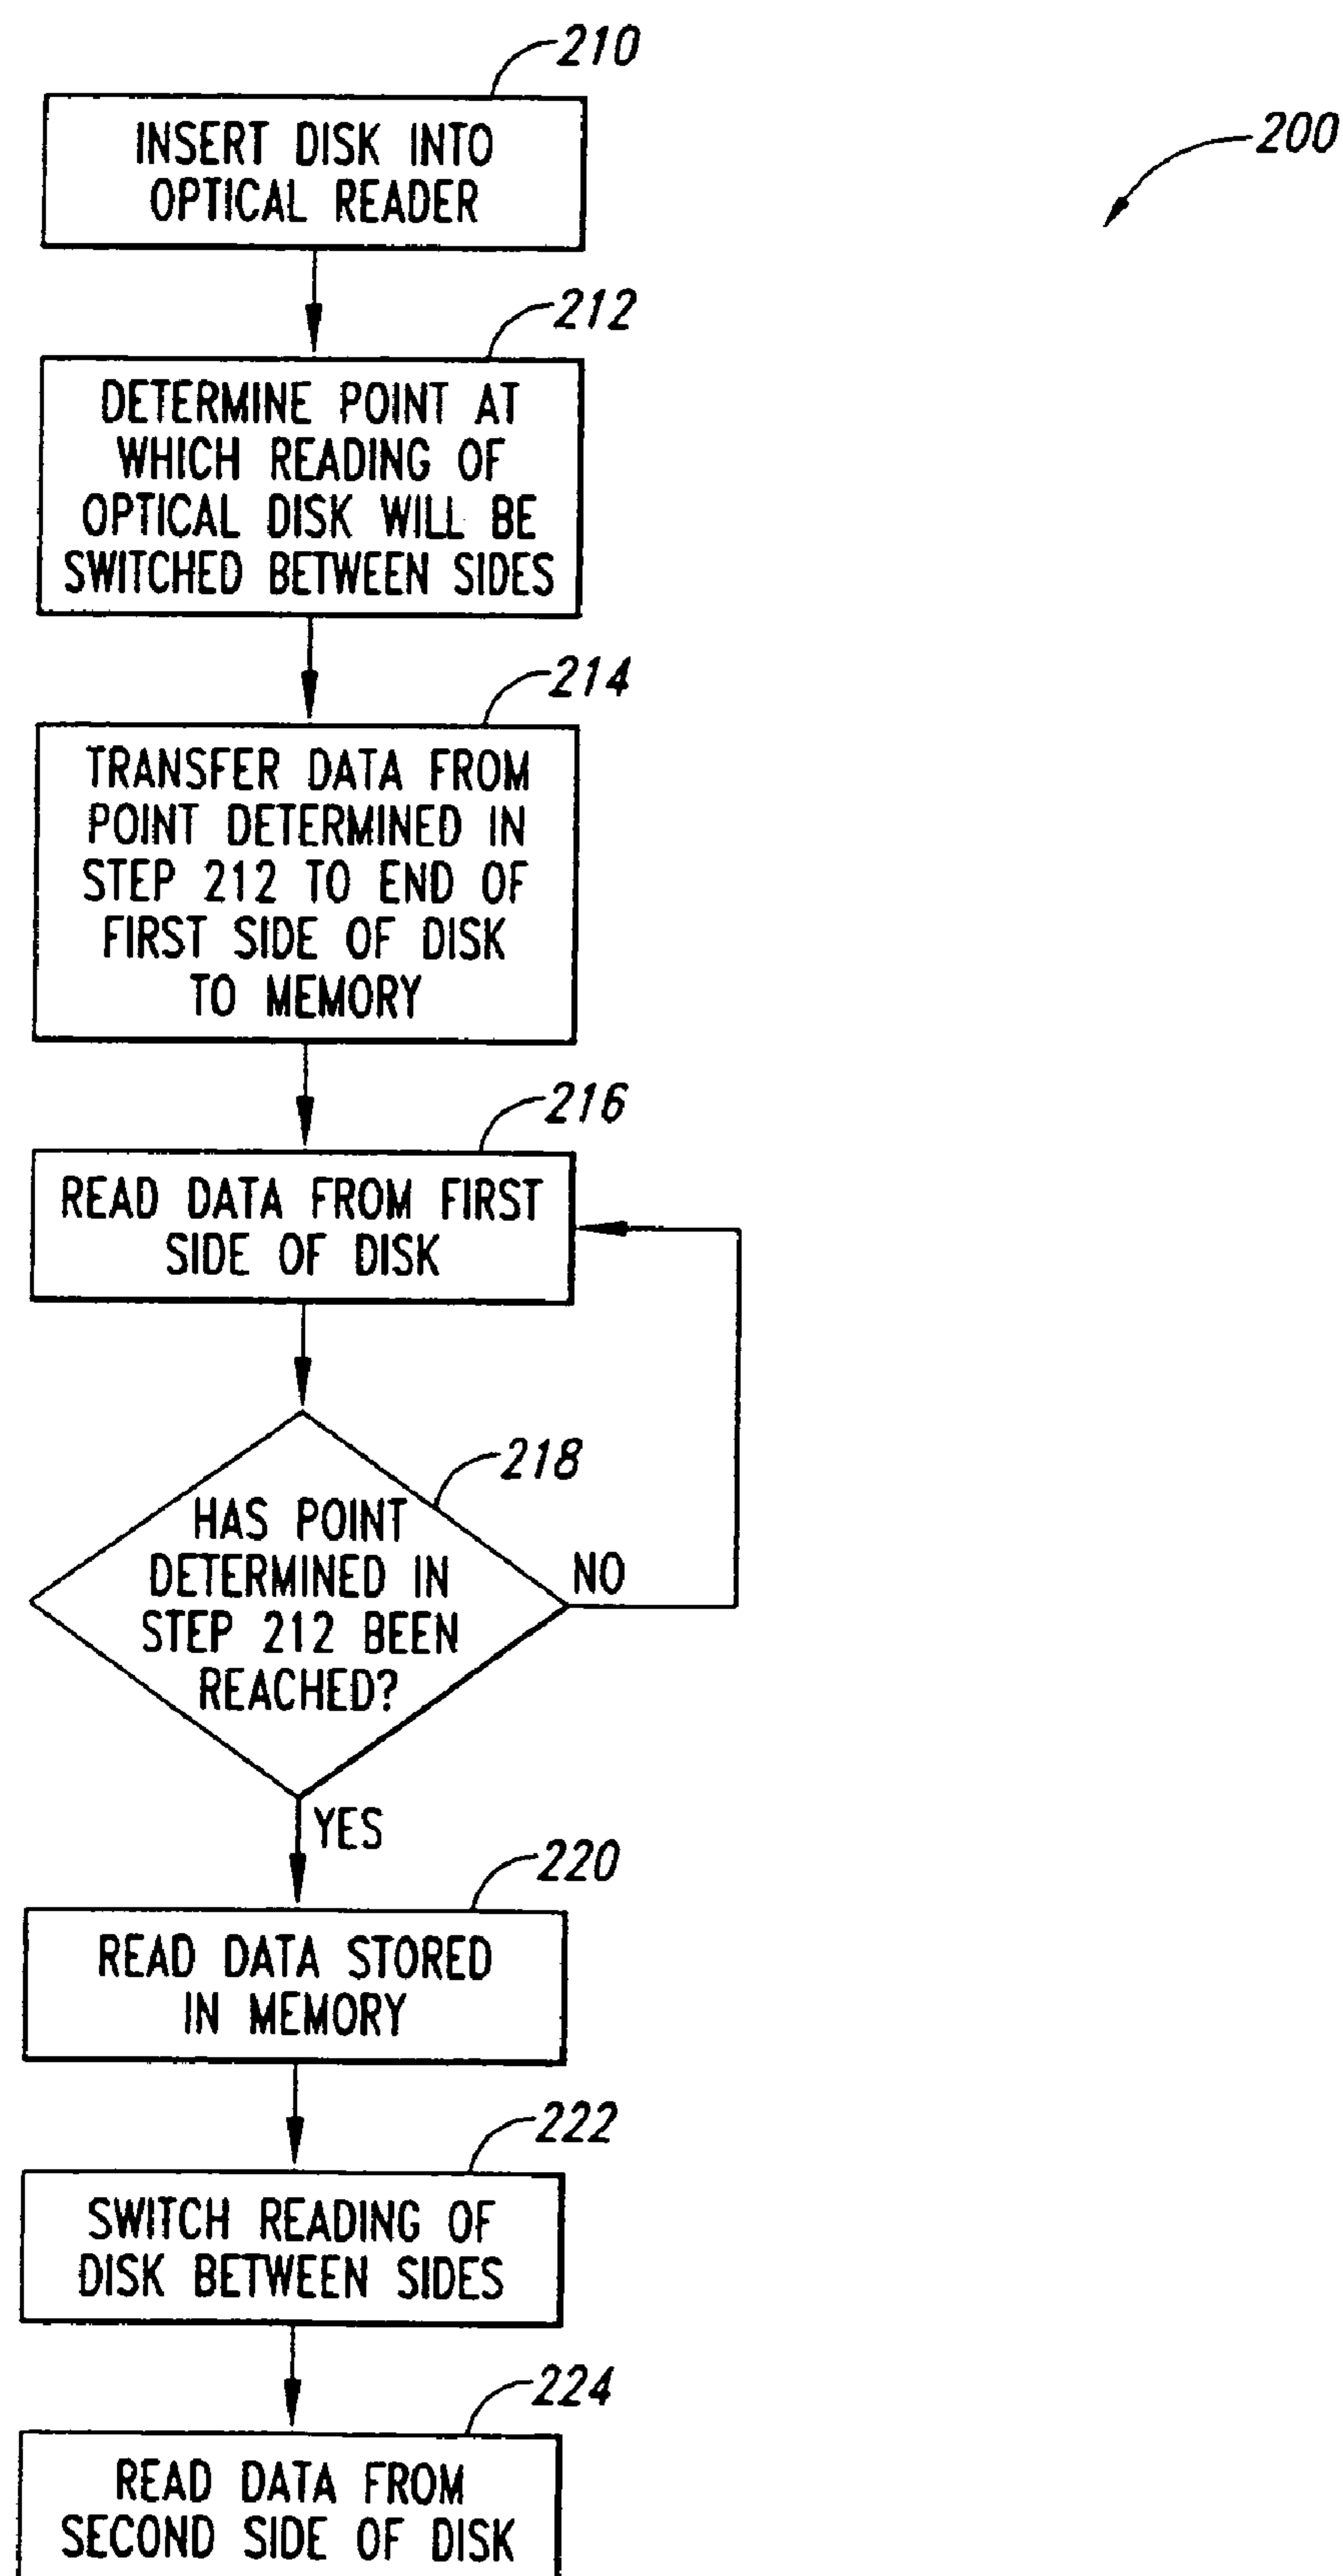 210
200
INSERT DISK INTO
OPTICAL READER
212
DETERMINE POINT AT
WHICH READING OF
OPTICAL DISK WILL BE
SWITCHED BETWEEN SIDES
214
TRANSFER DATA FROM
POINT DETERMINED IN
STEP 212 TO END OF
FIRST SIDE OF DISK
TO MEMORY
216
READ DATA FROM FIRST
SIDE OF DISK
218
HAS POINT
DETERMINED IN
STEP 212 BEEN
REACHED?
NO
YES
220
READ DATA STORED
IN MEMORY
222
SWITCH READING OF
DISK BETWEEN SIDES
224
READ DATA FROM
SECOND SIDE OF DISK